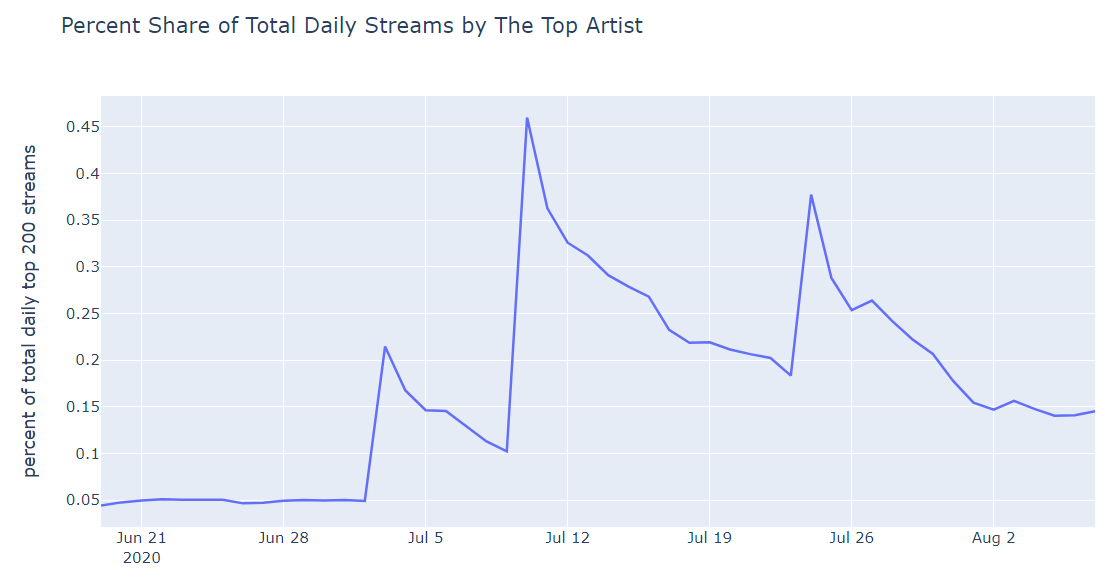 Percent Share of Total Daily Streams by The Top Artist
percent of total daily top 200 streams
0.45
0.4
0.35
0.3
0.25
0.2
0.15
0.1
0.05
Jun 21
2020
Jun 28
Jul 5
Jul 12
Jul 19
Jul 26
Aug 2